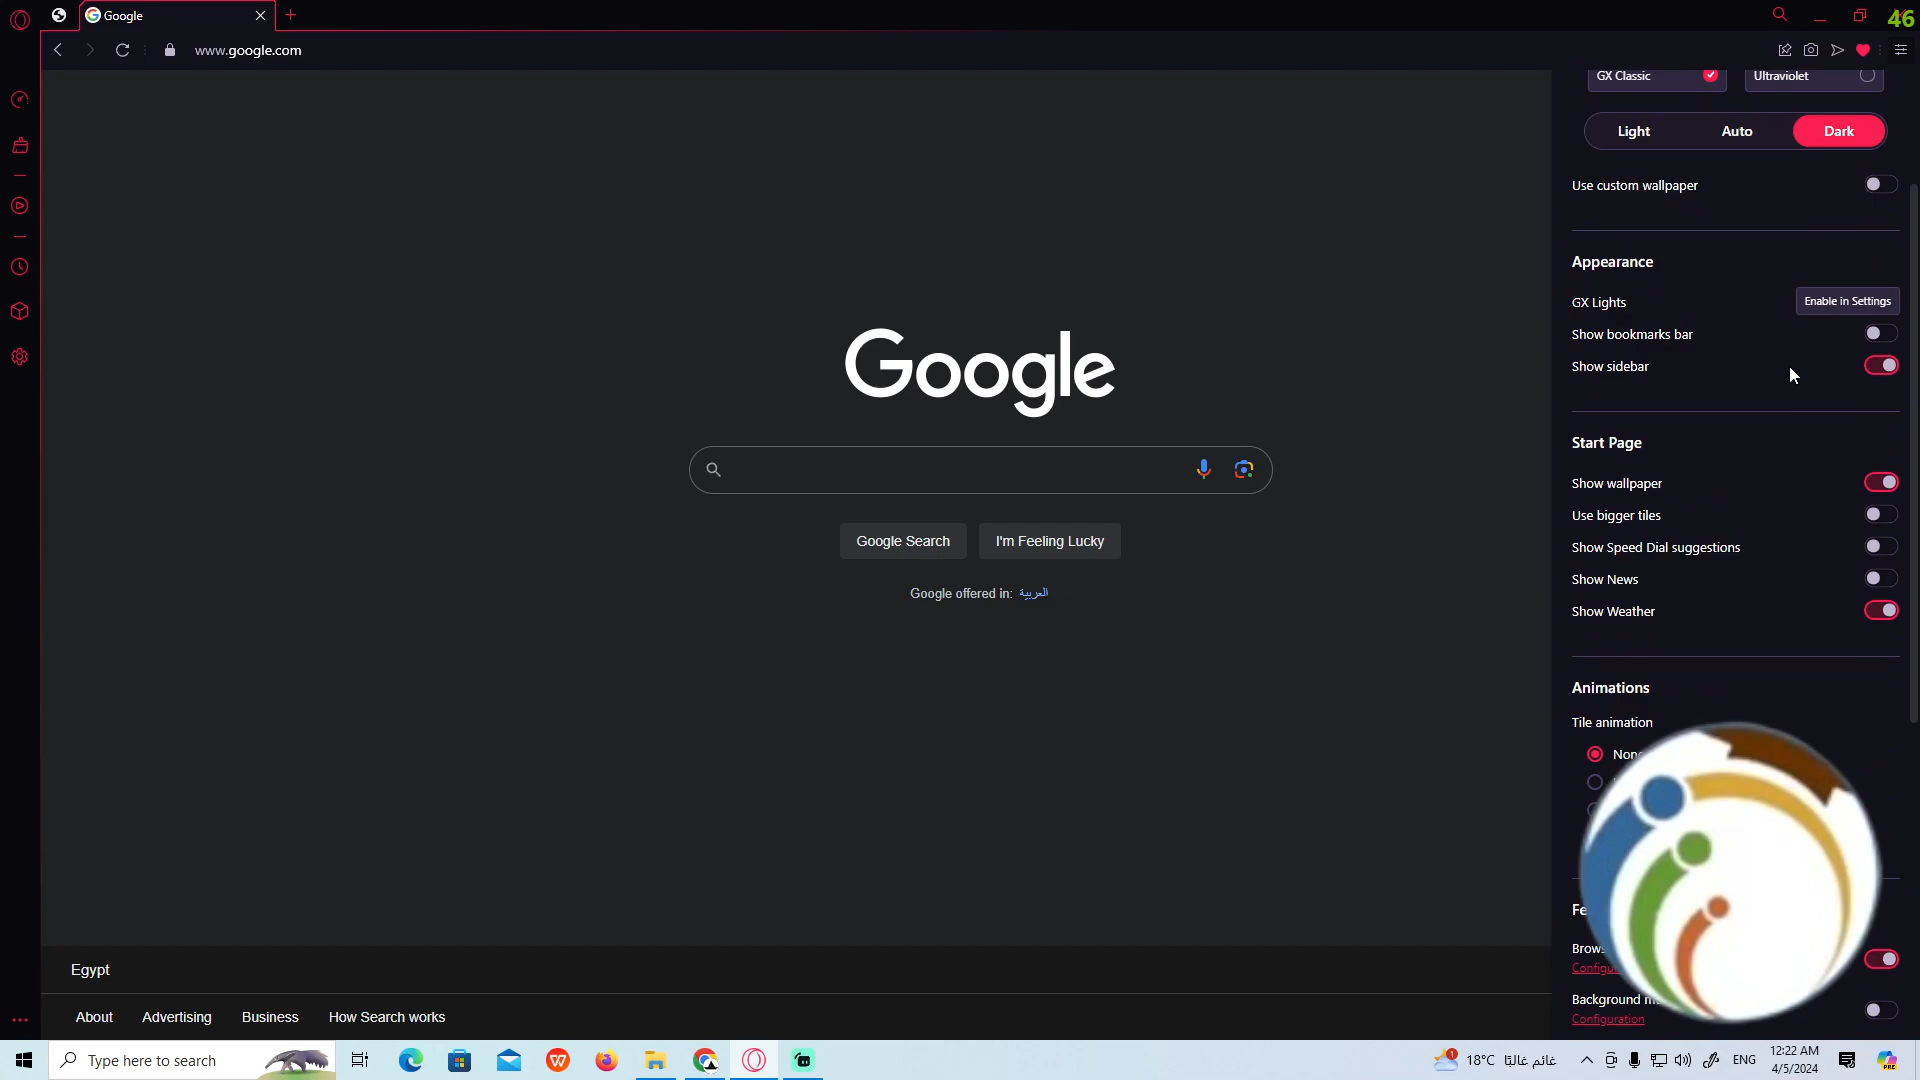 Google
46
www.google.com
GX Classic
Ultraviolet
Light
Auto
Dark
Use custom wallpaper
Appearance
GX Lights
Enable in Settings
Show bookmarks bar
Show sidebar
Start Page
Show wallpaper
Use bigger tiles
Show Speed Dial suggestions
Show News
Show Weather
Animations
Tile animation
Configuration
Google
Google Search
I'm Feeling Lucky
Google offered in: العربية
Egypt
About
Advertising
Business
How Search works
Type here to search
1
18°C غائم غالبًا
ENG
12:22 AM
4/5/2024
PRE